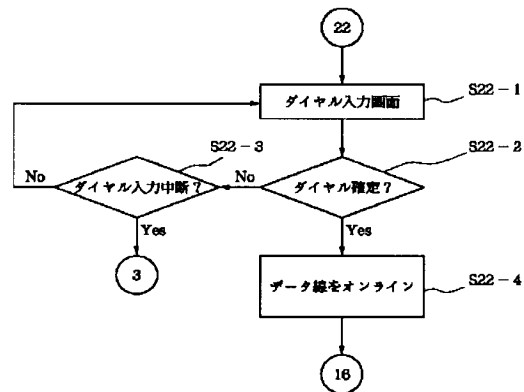 22
ダイヤル入力画面
S22-1
S22-2
S22-3
ダイヤル確定?
No
ダイヤル入力中断?
No
Yes
Yes
3
データ線をオンライン
S22-4
16